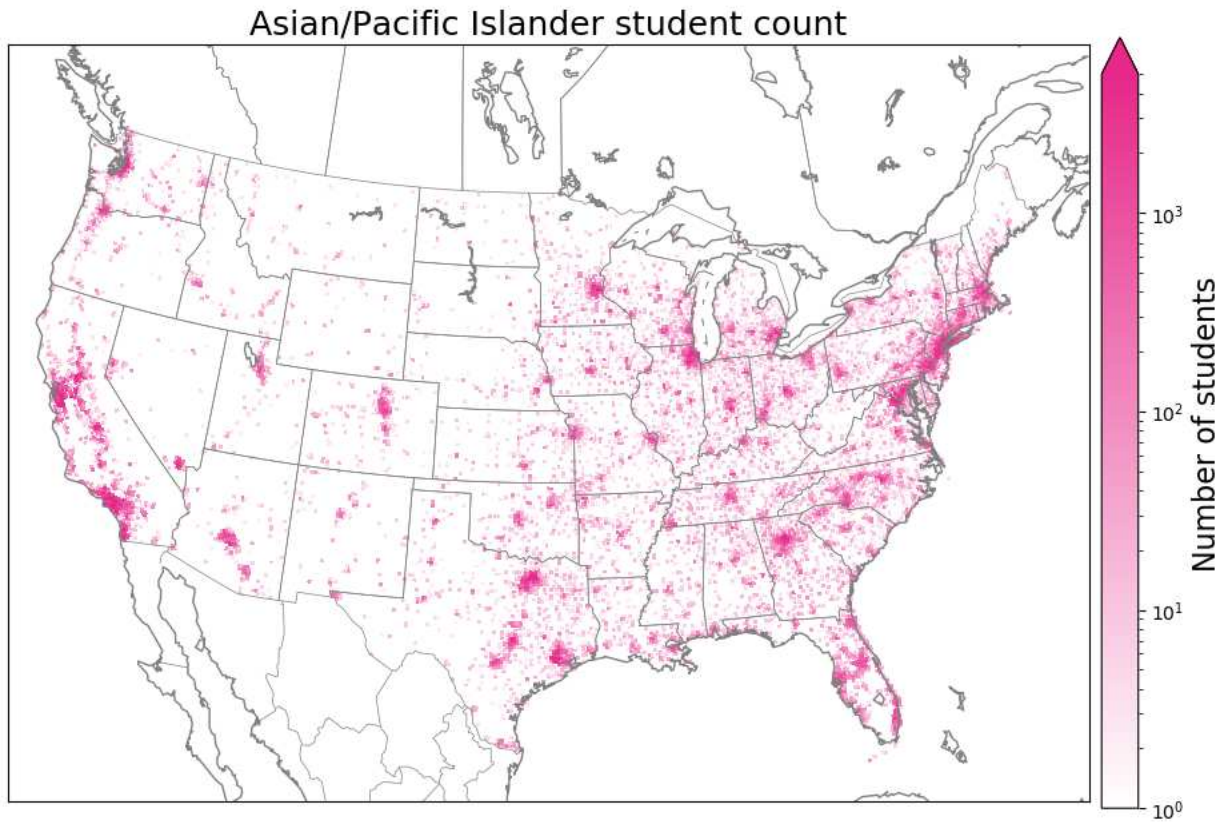 Asian/Pacific Islander student count
10³
10²
10¹
10⁰
Number of students